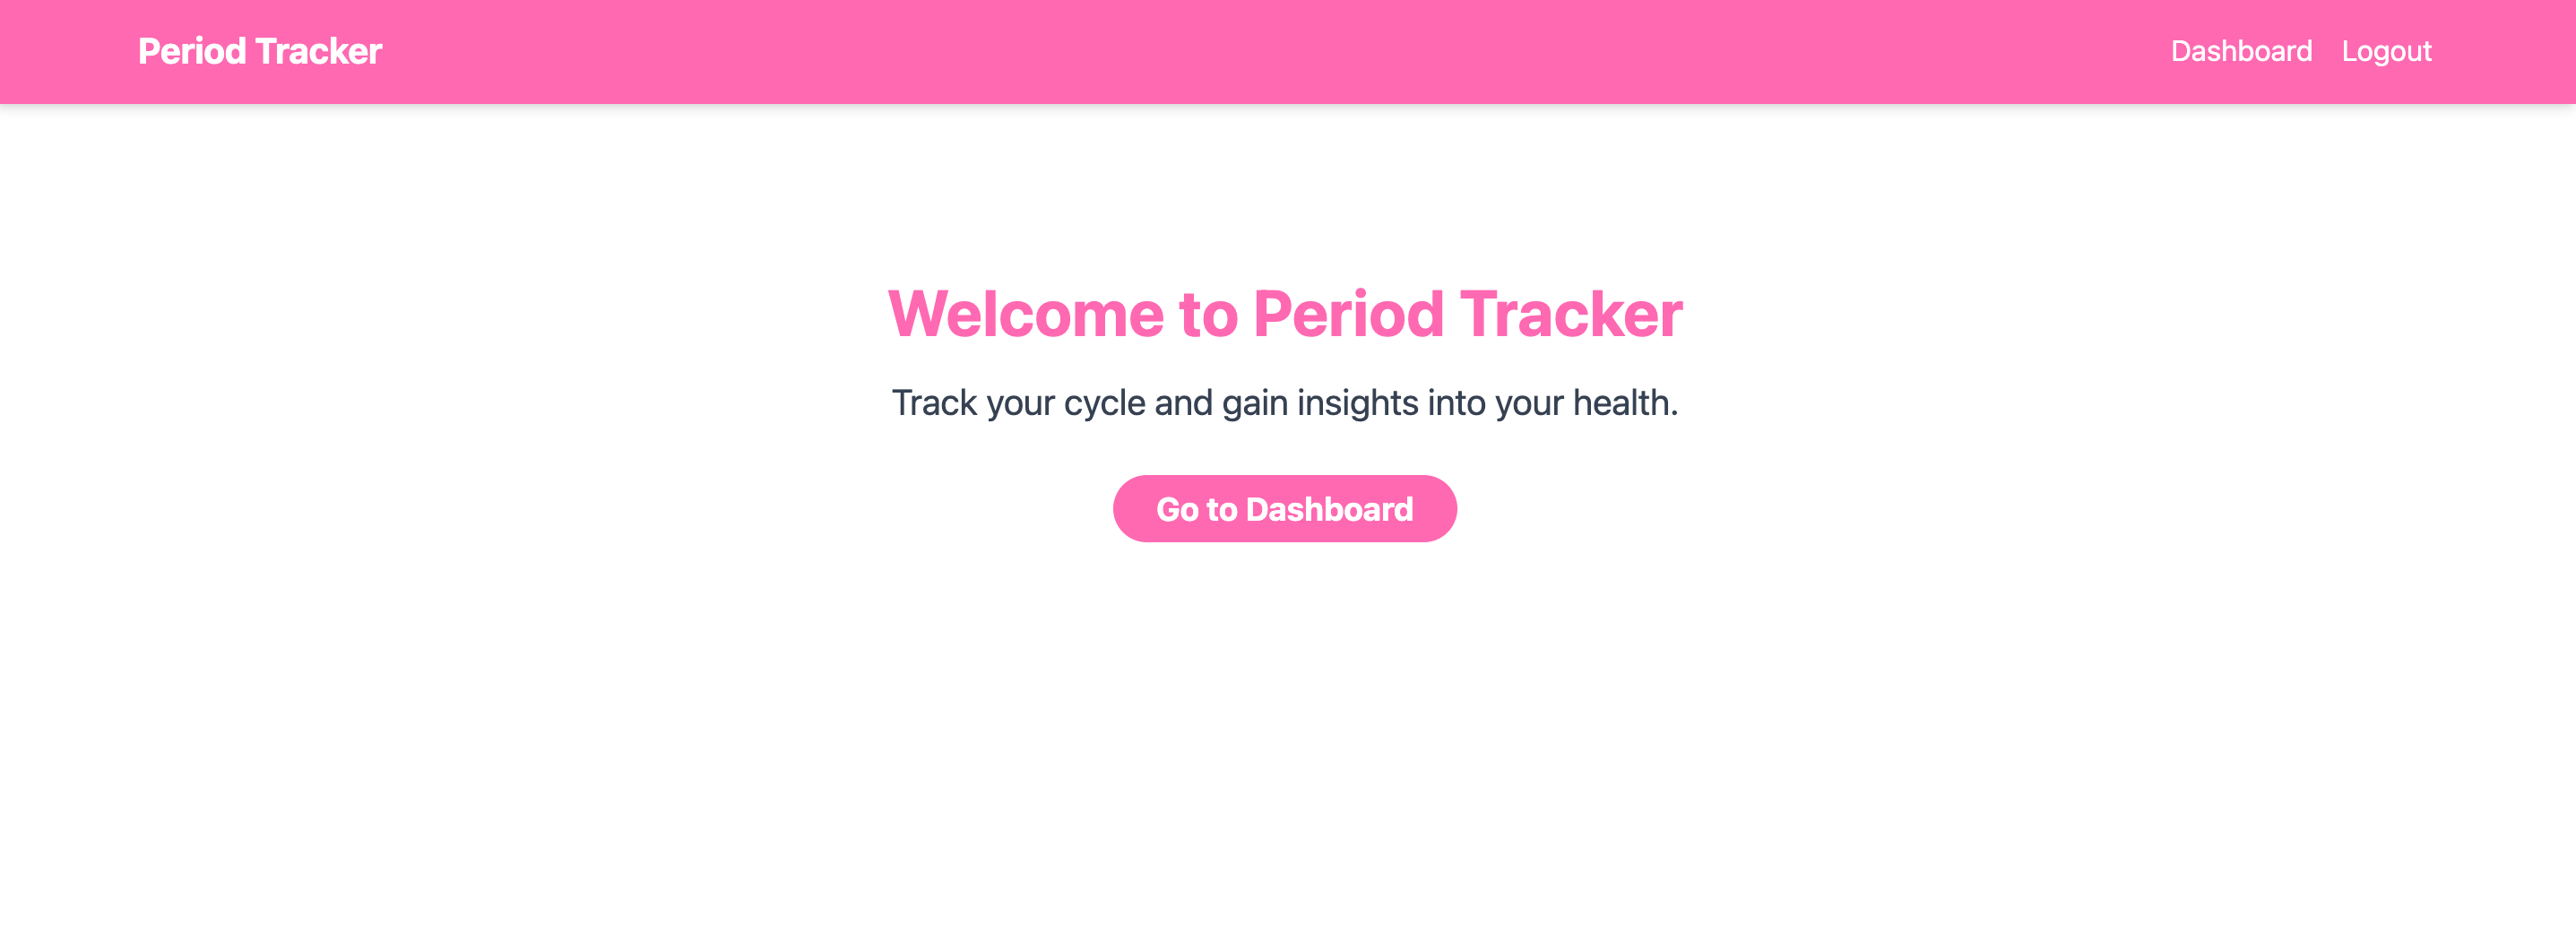 Period Tracker
Dashboard
Logout
Welcome to Period Tracker
Track your cycle and gain insights into your health.
Go to Dashboard